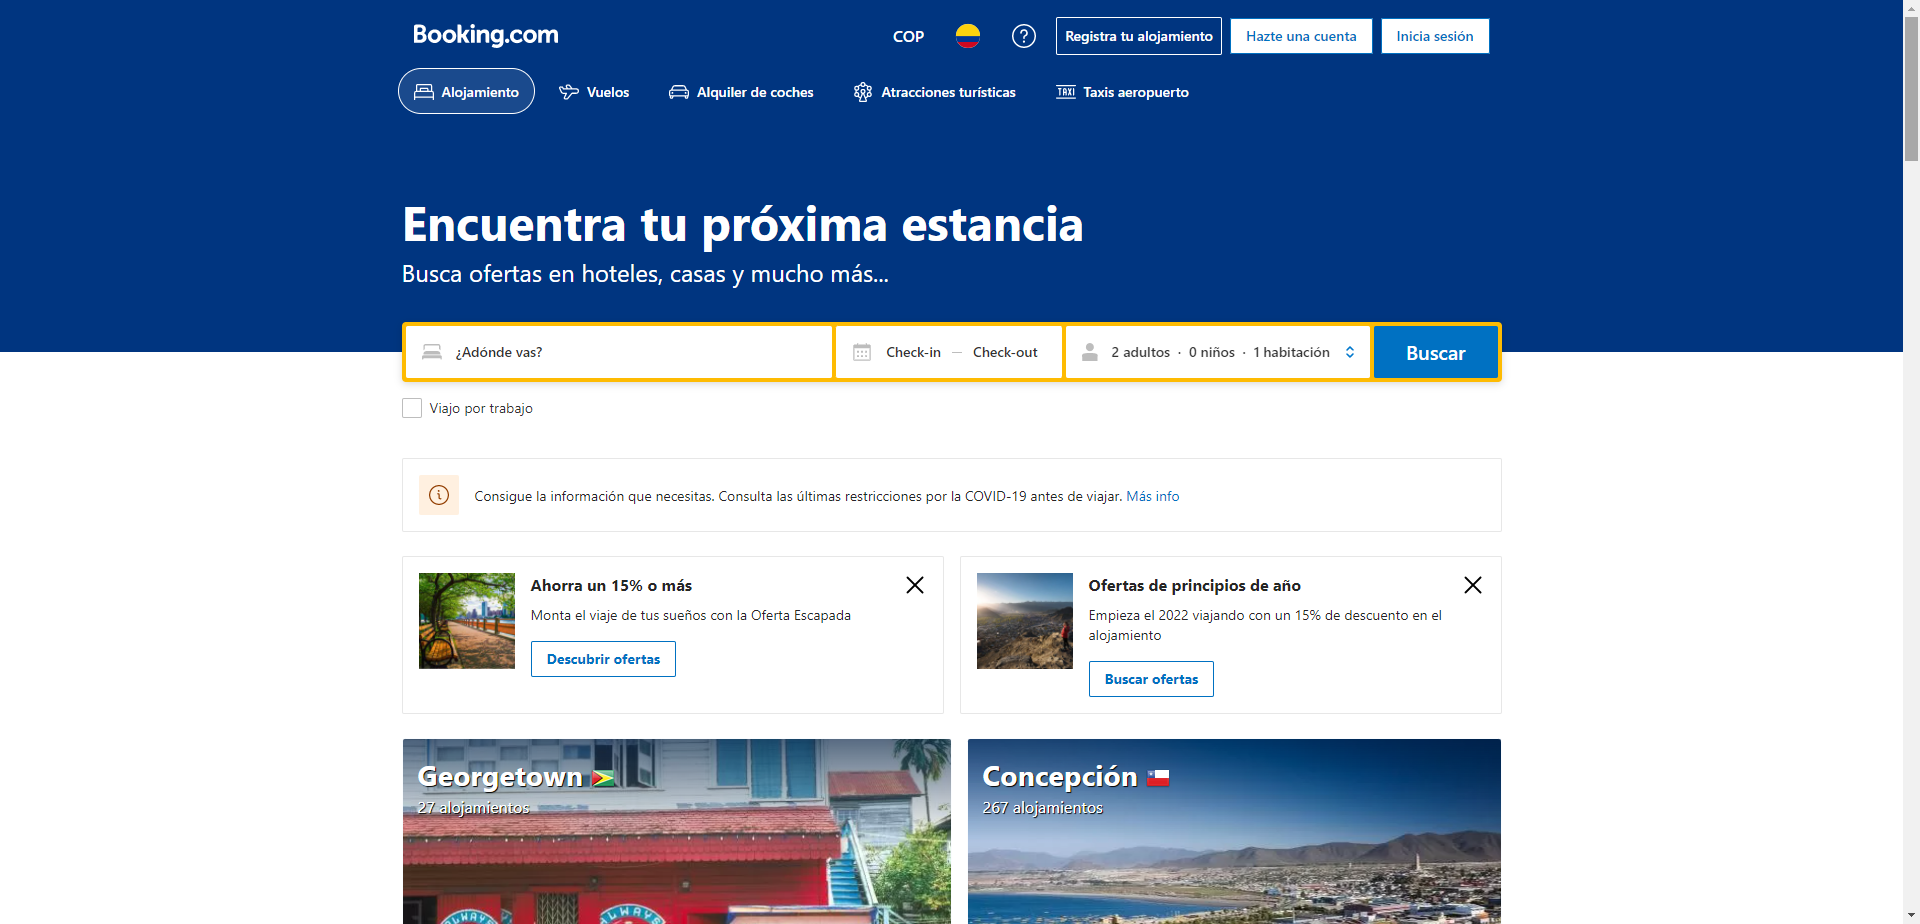 Booking.com
COP
Registra tu alojamiento
Hazte una cuenta
Inicia sesión
Alojamiento
Vuelos
Alquiler de coches
Atracciones turísticas
TAXI
Taxis aeropuerto
Encuentra tu próxima estancia
Busca ofertas en hoteles, casas y mucho más...
¿Adónde vas?
Check-in — Check-out
2 adultos · 0 niños · 1 habitación
Buscar
Viajo por trabajo
Consigue la información que necesitas. Consulta las últimas restricciones por la COVID-19 antes de viajar. Más info
Ahorra un 15% o más
Monta el viaje de tus sueños con la Oferta Escapada
Descubrir ofertas
Ofertas de principios de año
Empieza el 2022 viajando con un 15% de descuento en el
alojamiento
Buscar ofertas
Georgetown
27 alojamientos
Concepción
267 alojamientos
ALWAYS
ALWAYS